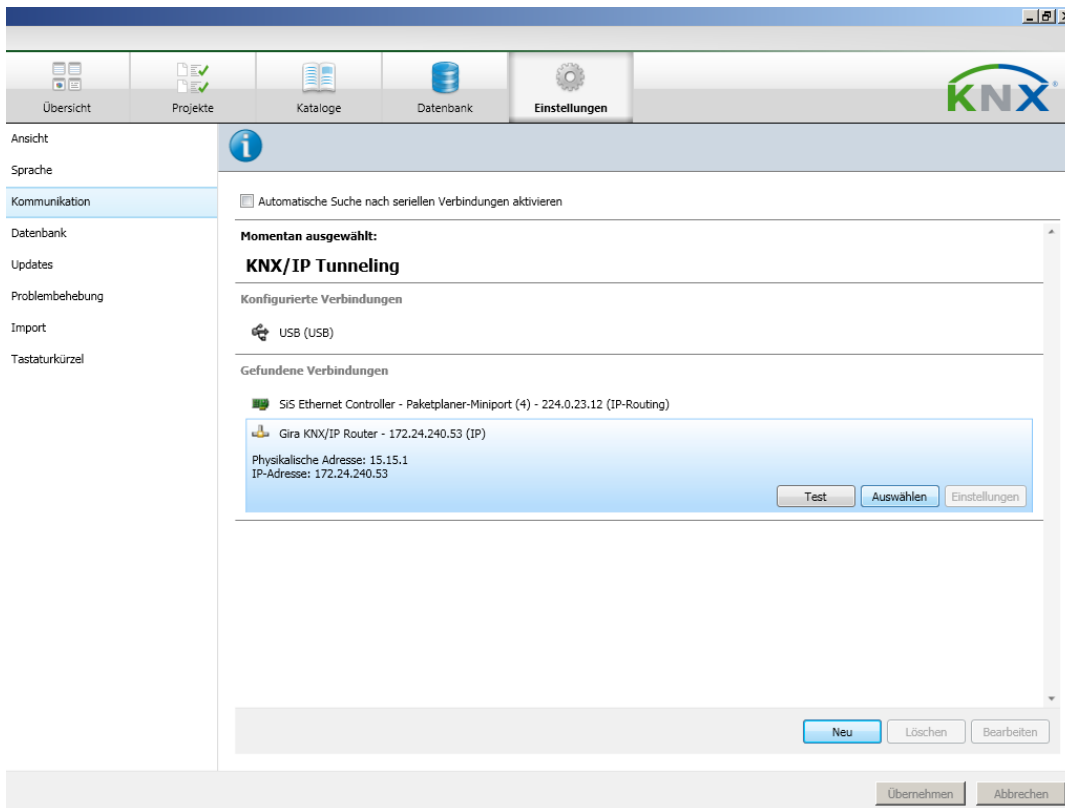 Übersicht
Projekte
Kataloge
Datenbank
Einstellungen
KNX®
Ansicht
Sprache
Kommunikation
Datenbank
Updates
Problembehebung
Import
Tastaturkürzel
Automatische Suche nach seriellen Verbindungen aktivieren
Momentan ausgewählt:
KNX/IP Tunneling
Konfigurierte Verbindungen
USB (USB)
Gefundene Verbindungen
SiS Ethernet Controller - Paketplaner-Miniport (4) - 224.0.23.12 (IP-Routing)
Gira KNX/IP Router - 172.24.240.53 (IP)
Physikalische Adresse: 15.15.1
IP-Adresse: 172.24.240.53
Test
Auswählen
Einstellungen
Neu
Löschen
Bearbeiten
Übernehmen
Abbrechen